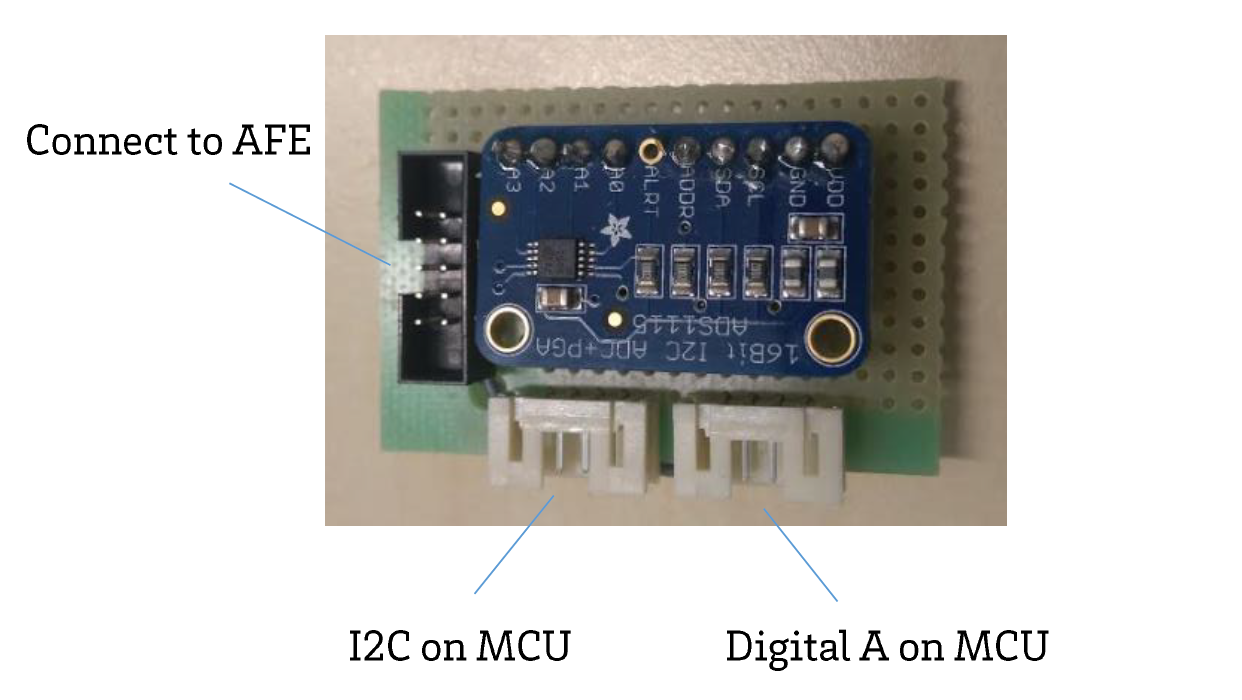 Connect to AFE
A3 A2 A1 A0 ALRT ADDR SDA SCL GND VDD
ADS1115
16Bit I2C ADC+PGA
I2C on MCU
Digital A on MCU